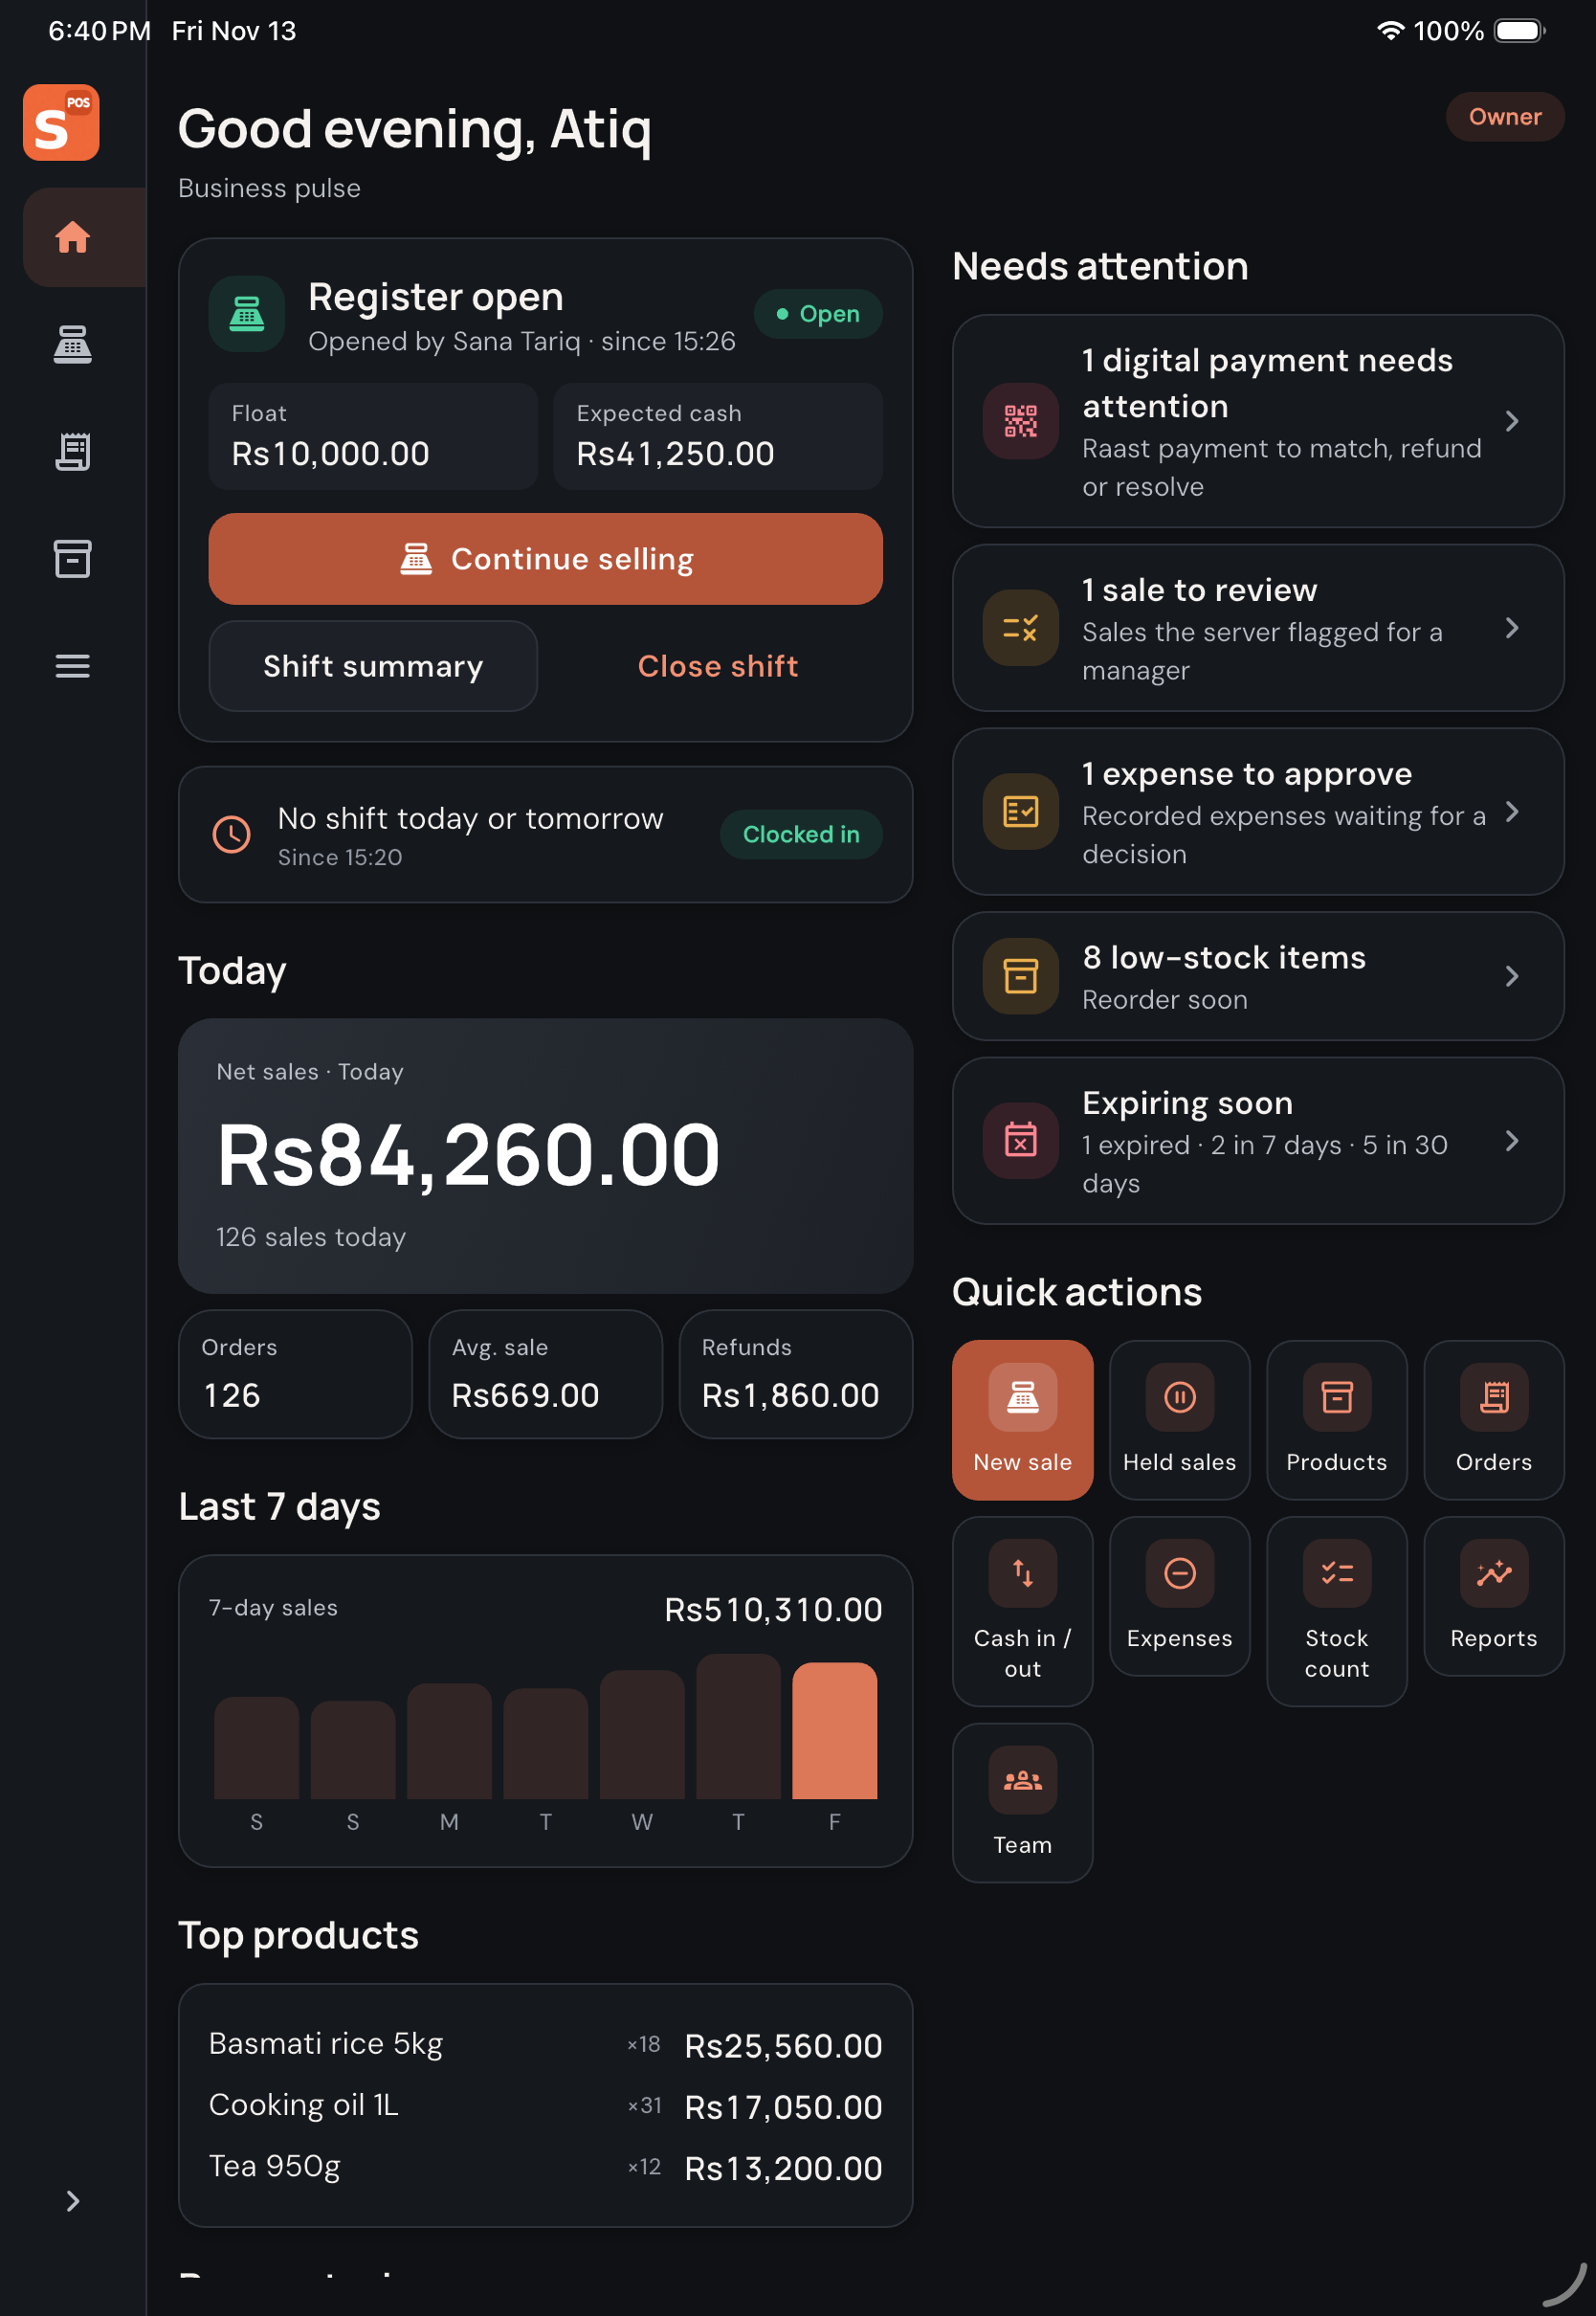 6:40 PM Fri Nov 13
100%
S POS
Good evening, Atiq
Owner
Business pulse
Register open
Opened by Sana Tariq · since 15:26
Open
Float
Rs10,000.00
Expected cash
Rs41,250.00
Continue selling
Shift summary
Close shift
No shift today or tomorrow
Since 15:20
Clocked in
Today
Net sales · Today
Rs84,260.00
126 sales today
Orders
126
Avg. sale
Rs669.00
Refunds
Rs1,860.00
Last 7 days
7-day sales
Rs510,310.00
S S M T W T F
Top products
Basmati rice 5kg ×18 Rs25,560.00
Cooking oil 1L ×31 Rs17,050.00
Tea 950g ×12 Rs13,200.00
Needs attention
1 digital payment needs
attention
Raast payment to match, refund
or resolve
1 sale to review
Sales the server flagged for a
manager
1 expense to approve
Recorded expenses waiting for a
decision
8 low-stock items
Reorder soon
Expiring soon
1 expired · 2 in 7 days · 5 in 30
days
Quick actions
New sale
Held sales
Products
Orders
Cash in /
out
Expenses
Stock
count
Reports
Team